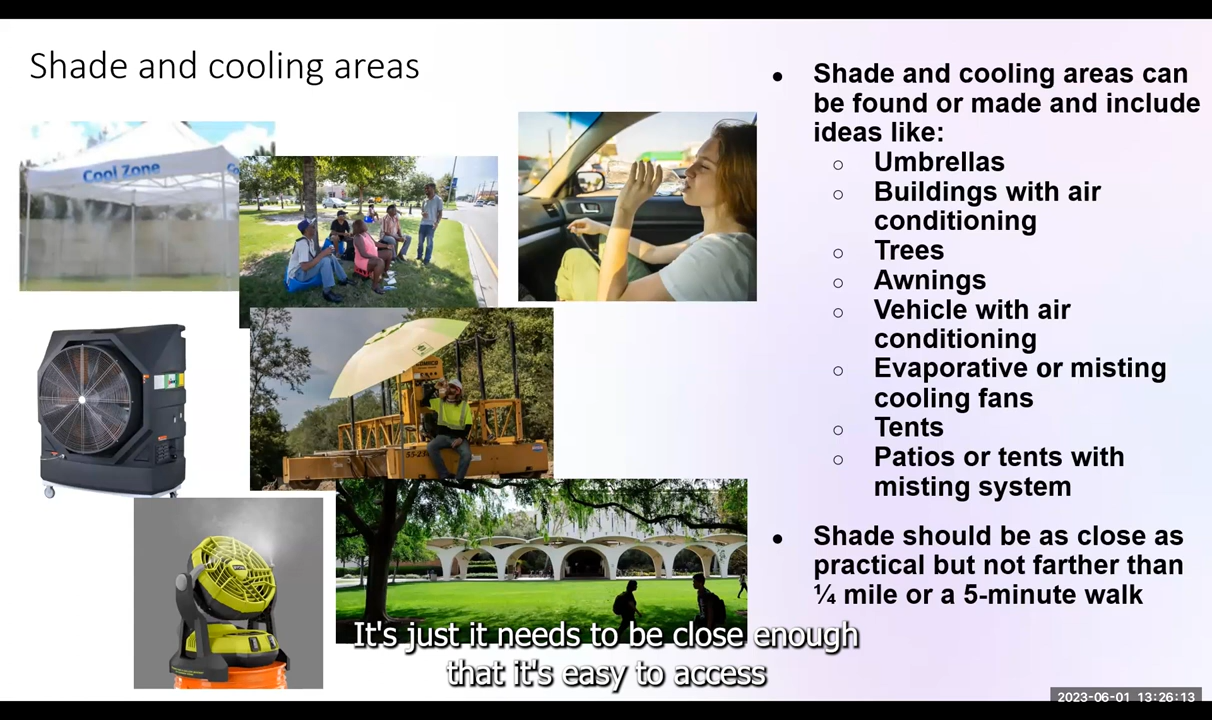 Shade and cooling areas
Cool Zone
● Shade and cooling areas can
be found or made and include
ideas like:
○ Umbrellas
○ Buildings with air
conditioning
○ Trees
○ Awnings
○ Vehicle with air
conditioning
○ Evaporative or misting
cooling fans
○ Tents
○ Patios or tents with
misting system
● Shade should be as close as
practical but not farther than
¼ mile or a 5-minute walk
It's just it needs to be close enough
that it's easy to access
2023-06-01 13:26:13